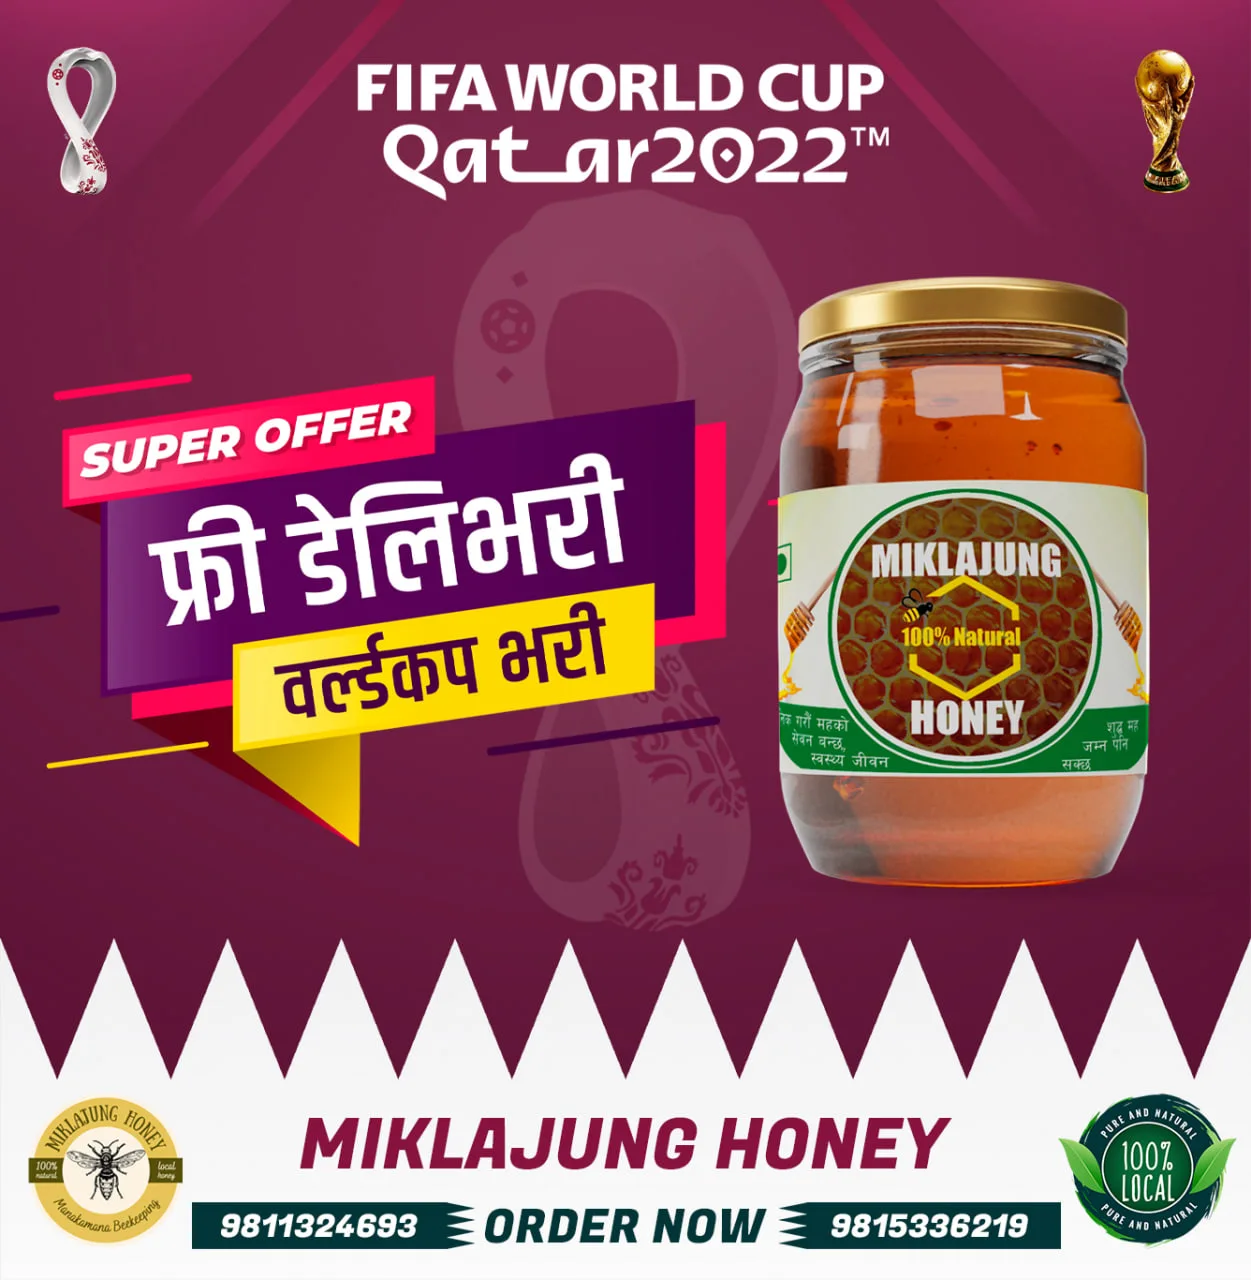 FIFA WORLD CUP
Qatar2022™
SUPER OFFER
फ्री डेलिभरी
वर्ल्डकप भरी
MIKLAJUNG
100% Natural
HONEY
गरौं महको
सेवन बन्छ,
स्वस्थ्य जीवन
शुद्ध मह
जम्न पनि
सक्छ
MIKLAJUNG HONEY
100% natural
local honey
Manakamana Beekeeping
MIKLAJUNG HONEY
9811324693 ORDER NOW 9815336219
PURE AND NATURAL
100%
LOCAL
PURE AND NATURAL